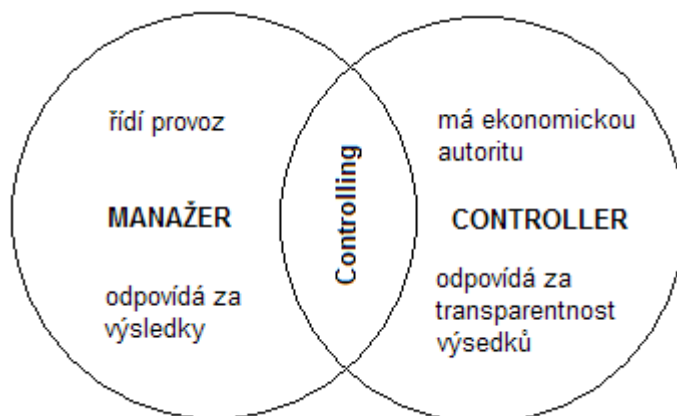 řídí provoz
MANAŽER
odpovídá za
výsledky
Controlling
má ekonomickou
autoritu
CONTROLLER
odpovídá za
transparentnost
výsedků